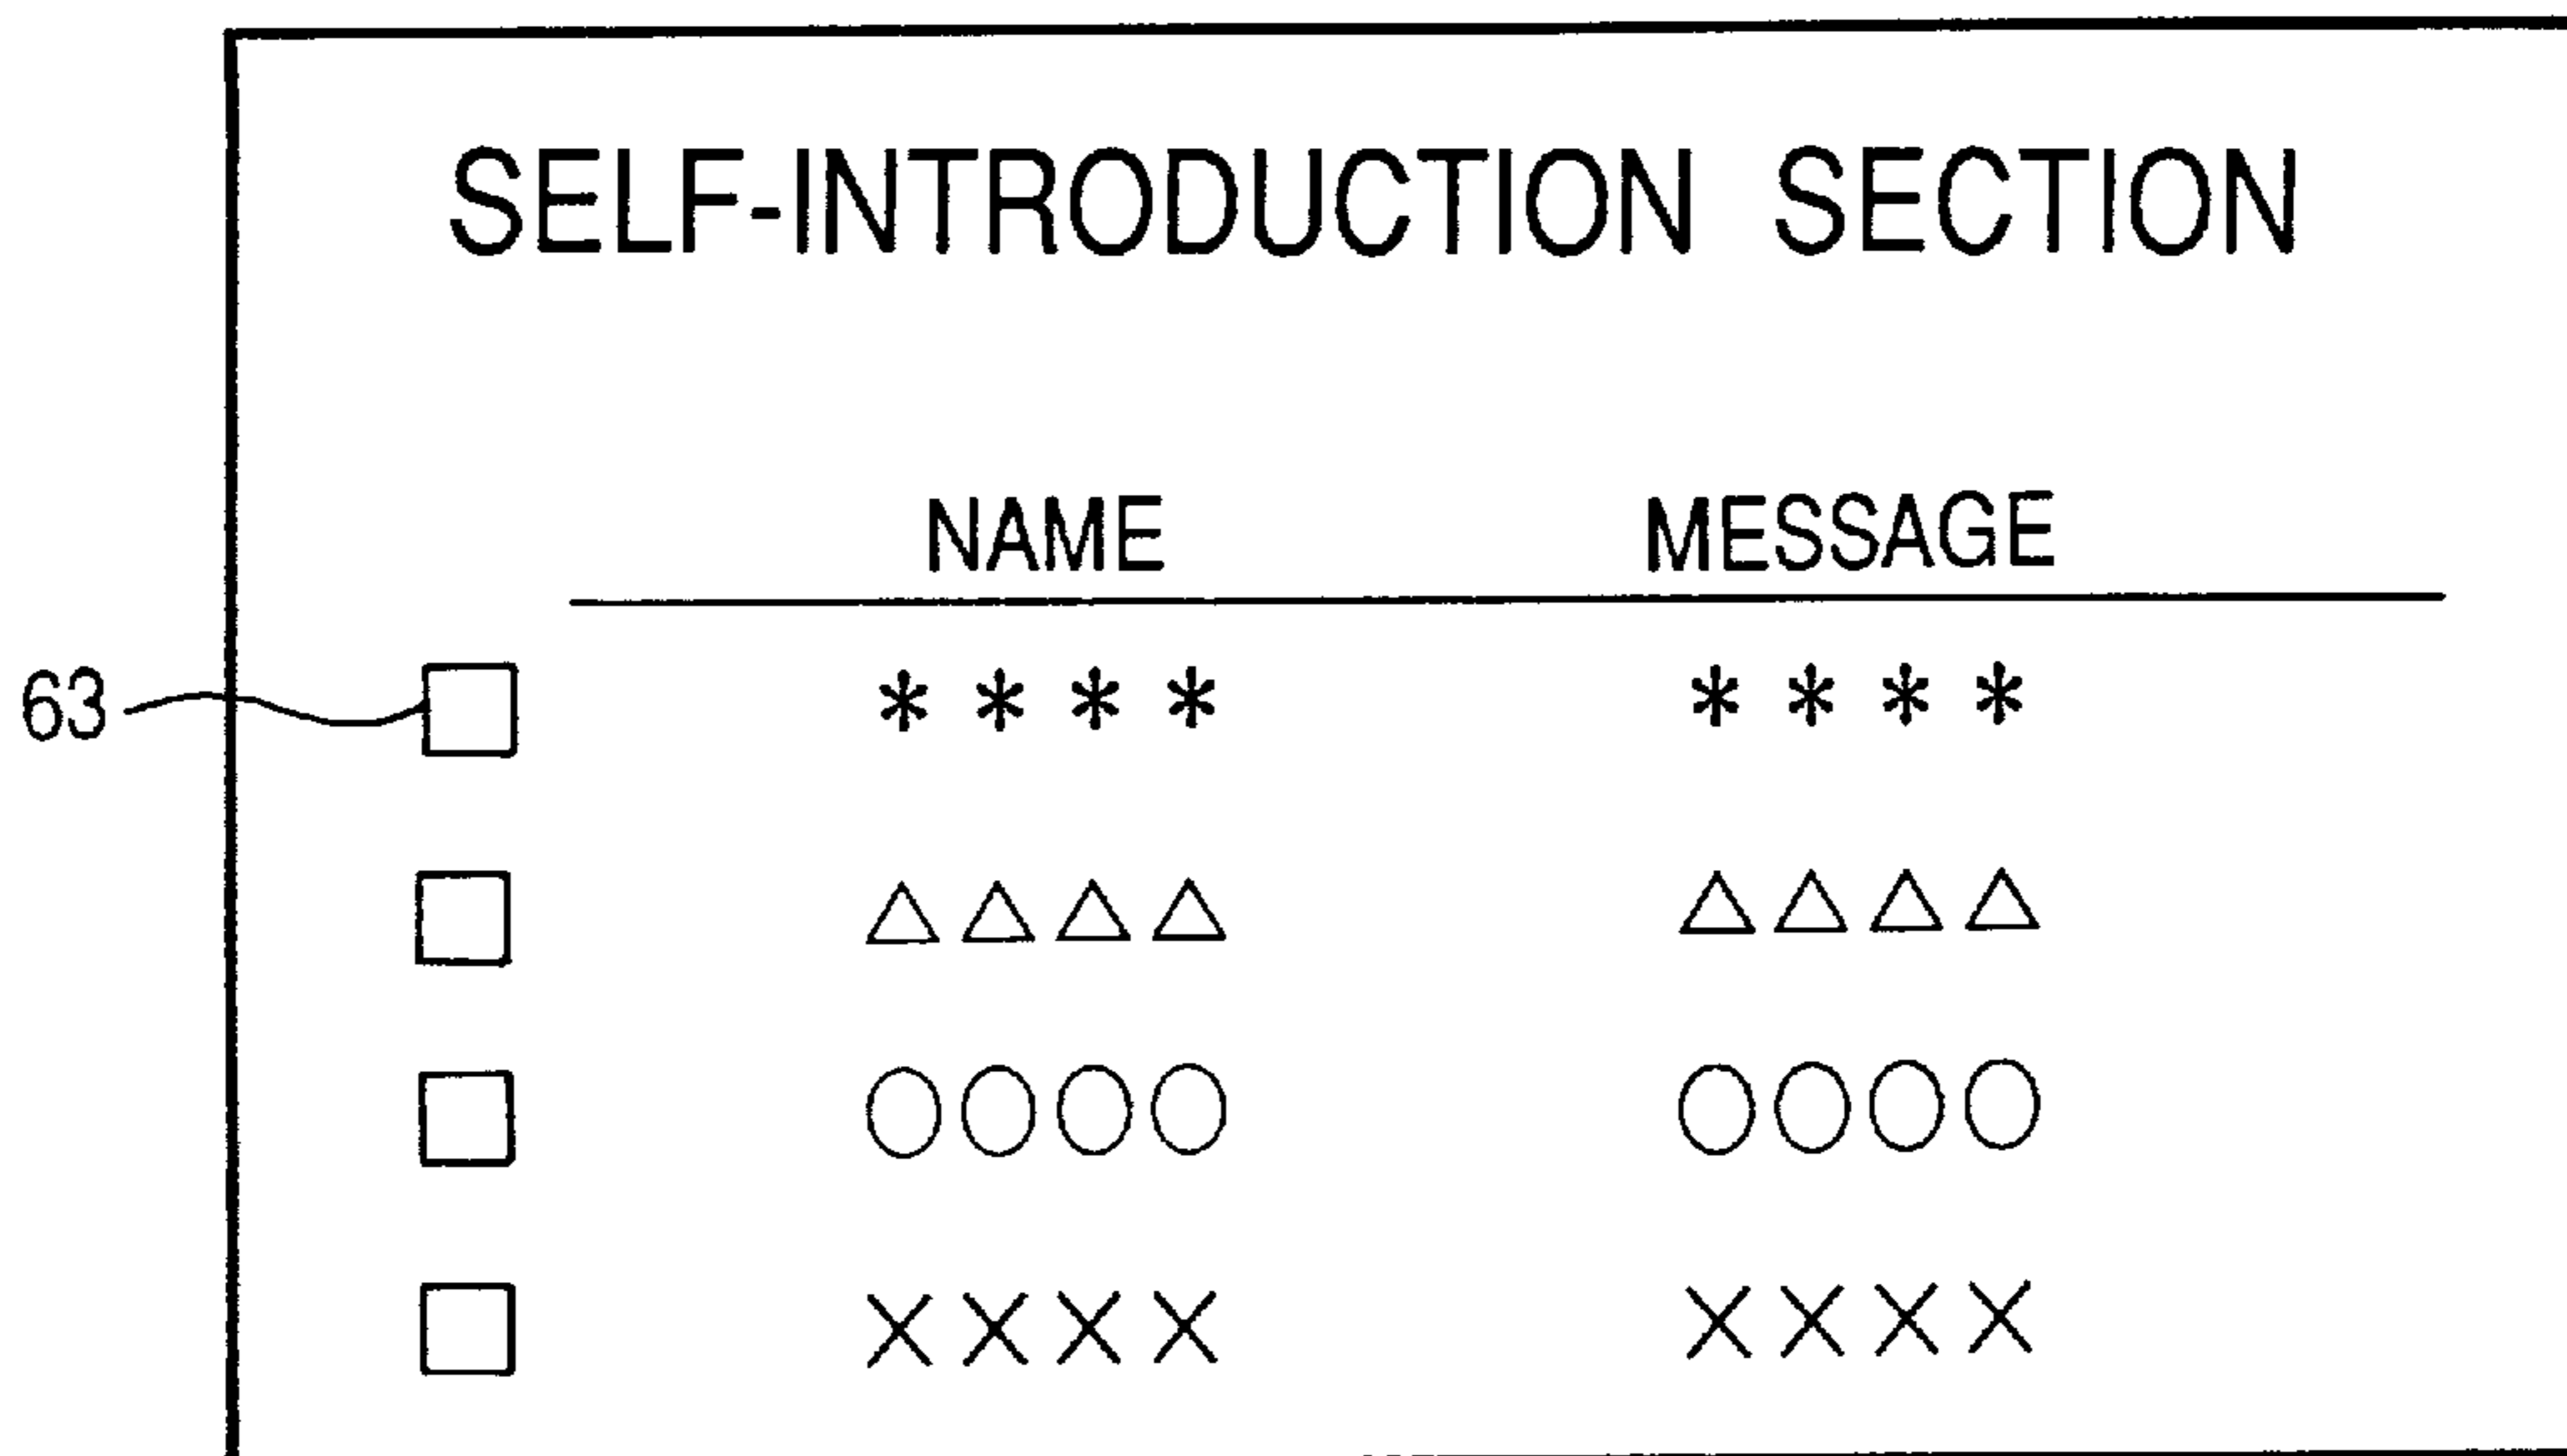 SELF-INTRODUCTION SECTION
NAME MESSAGE
63 □ **** ****
□ △△△△ △△△△
□ ○○○○ ○○○○
□ ×××× ××××